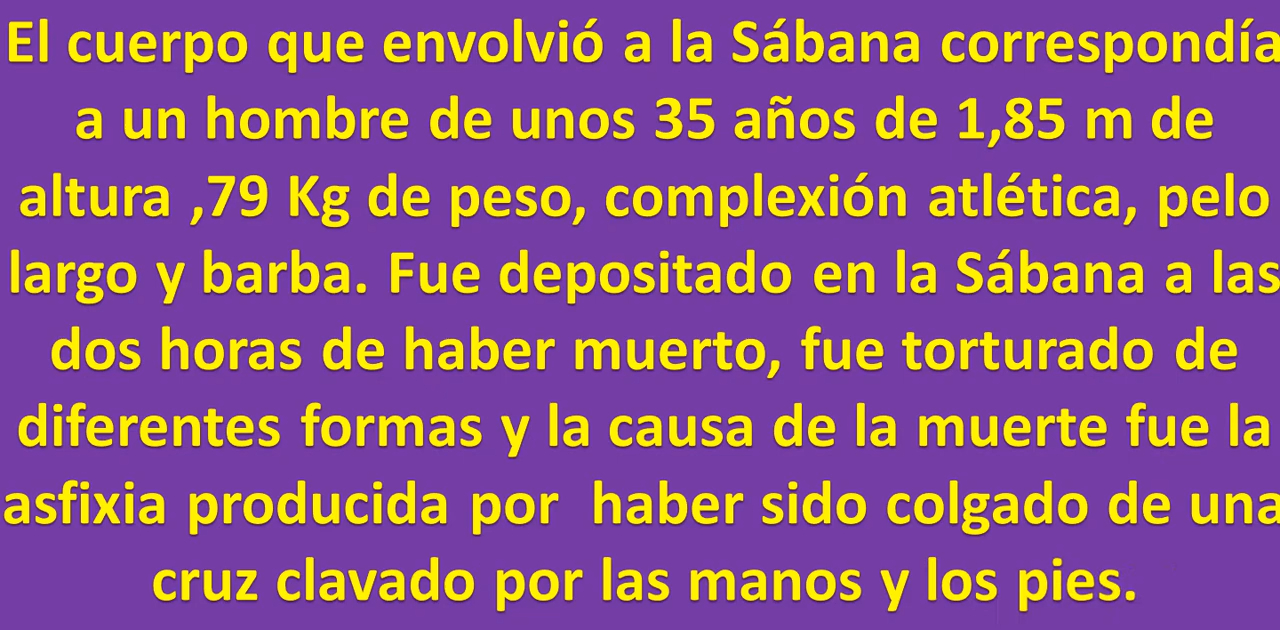 El cuerpo que envolvió a la Sábana correspondía
a un hombre de unos 35 años de 1,85 m de
altura ,79 Kg de peso, complexión atlética, pelo
largo y barba. Fue depositado en la Sábana a las
dos horas de haber muerto, fue torturado de
diferentes formas y la causa de la muerte fue la
asfixia producida por  haber sido colgado de una
cruz clavado por las manos y los pies.